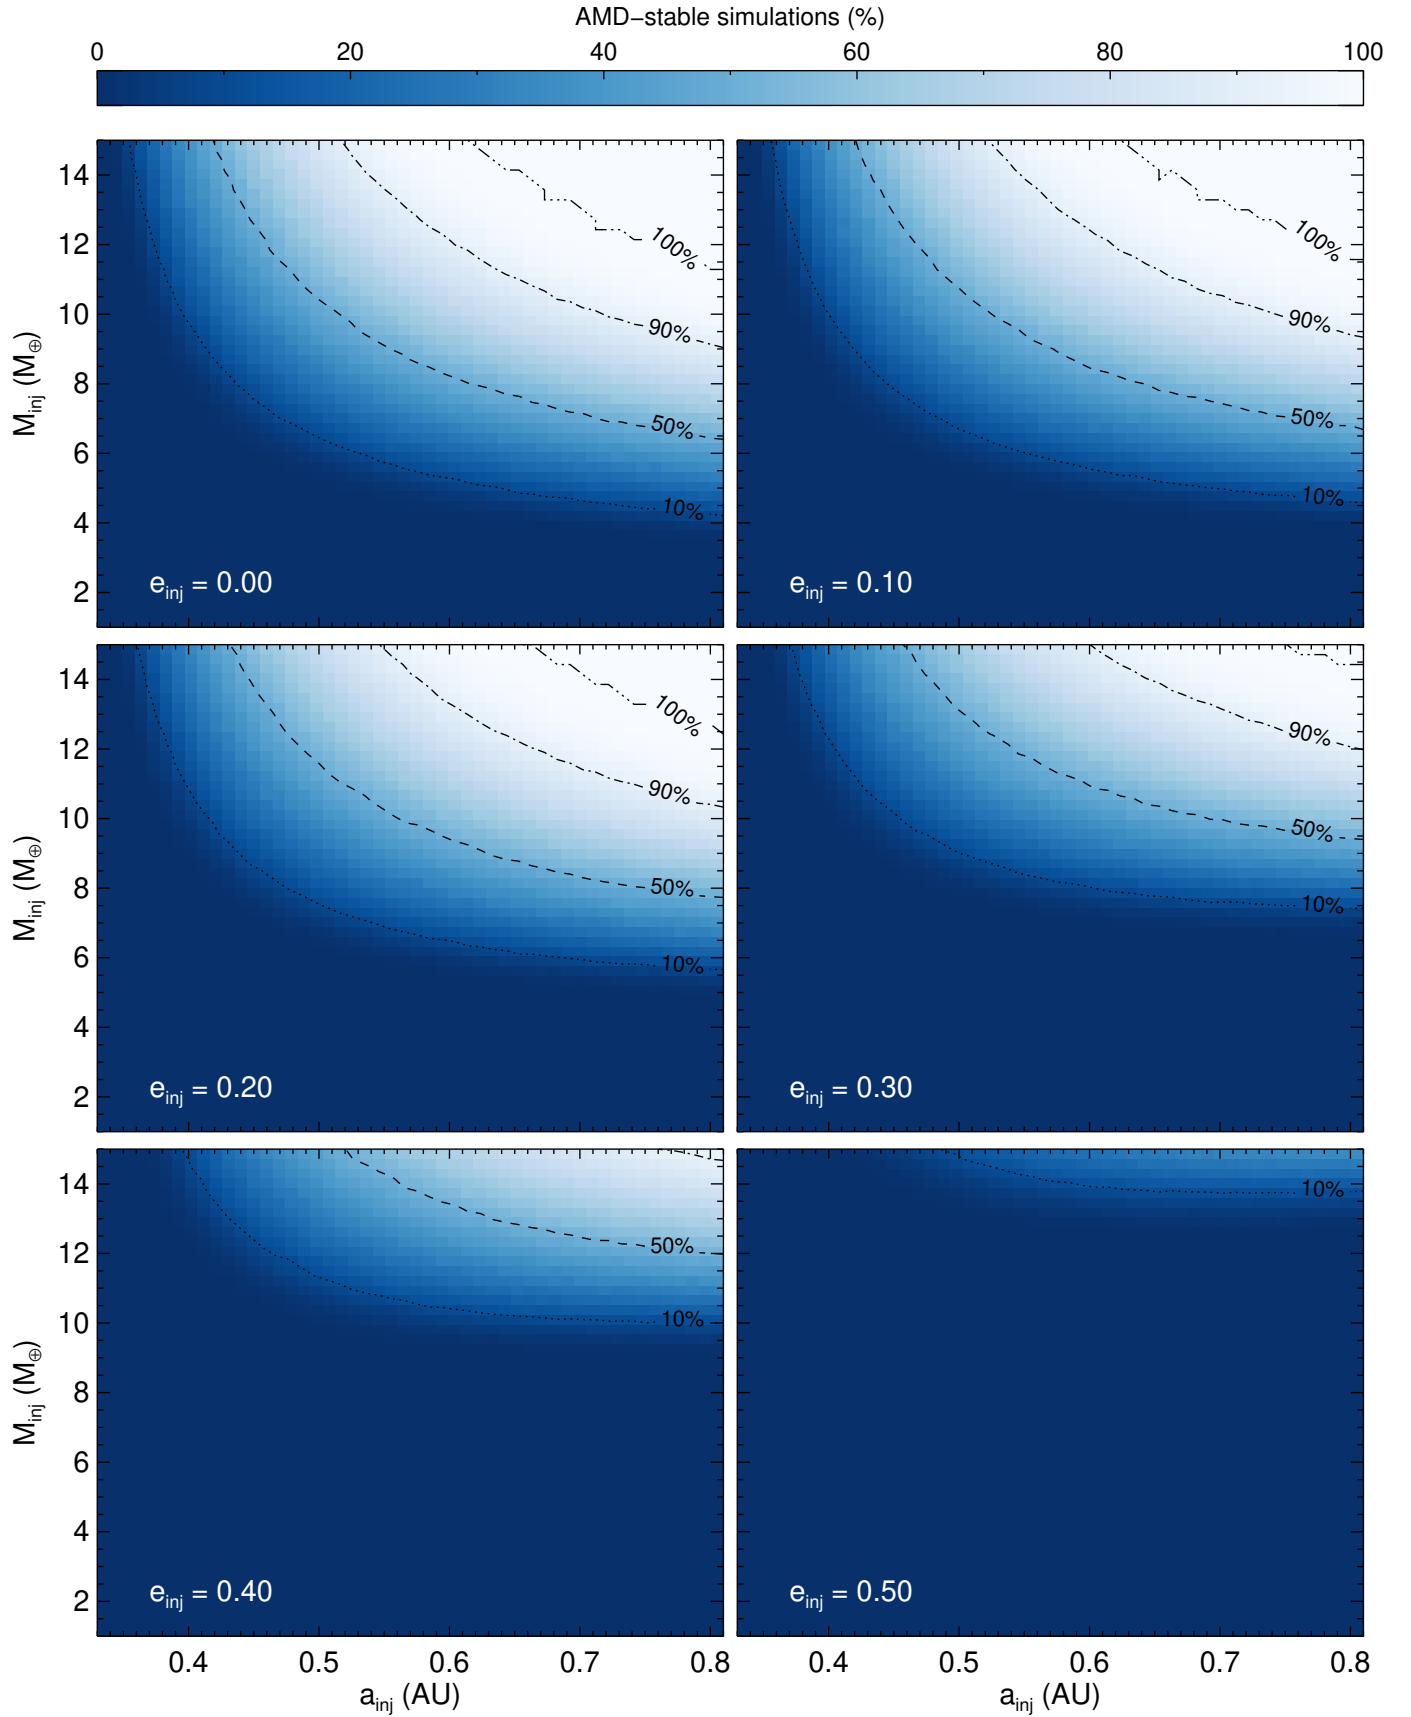 AMD−stable simulations (%)
0 20 40 60 80 100
14
12
10
8
6
4
2
M_inj (M_⊕)
100%
90%
50%
10%
e_inj = 0.00
100%
90%
50%
10%
e_inj = 0.10
14
12
10
8
6
4
2
M_inj (M_⊕)
100%
90%
50%
10%
e_inj = 0.20
90%
50%
10%
e_inj = 0.30
14
12
10
8
6
4
2
M_inj (M_⊕)
50%
10%
e_inj = 0.40
10%
e_inj = 0.50
0.4 0.5 0.6 0.7 0.8
a_inj (AU)
0.4 0.5 0.6 0.7 0.8
a_inj (AU)